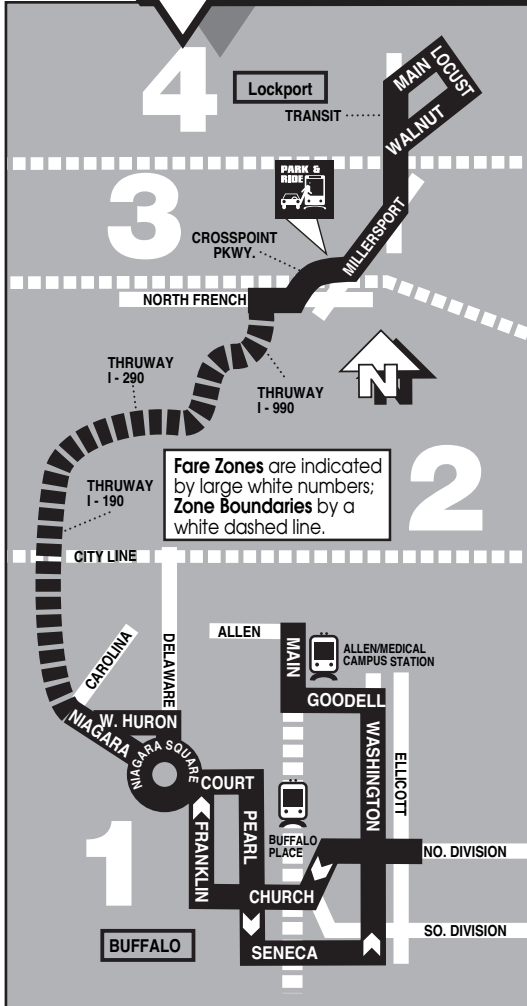 4
Lockport
MAIN
LOCUST
TRANSIT
WALNUT
PARK &
RIDE
3
CROSSPOINT
PKWY.
MILLERSPORT
NORTH FRENCH
N
THRUWAY
I - 290
THRUWAY
I - 990
Fare Zones are indicated
by large white numbers;
Zone Boundaries by a
white dashed line.
2
THRUWAY
I - 190
CITY LINE
CAROLINA
DELAWARE
ALLEN
MAIN
ALLEN/MEDICAL
CAMPUS STATION
GOODELL
NIAGARA
W. HURON
NIAGARA SQUARE
WASHINGTON
ELLICOTT
COURT
PEARL
FRANKLIN
BUFFALO
PLACE
1
NO. DIVISION
CHURCH
SO. DIVISION
BUFFALO
SENECA